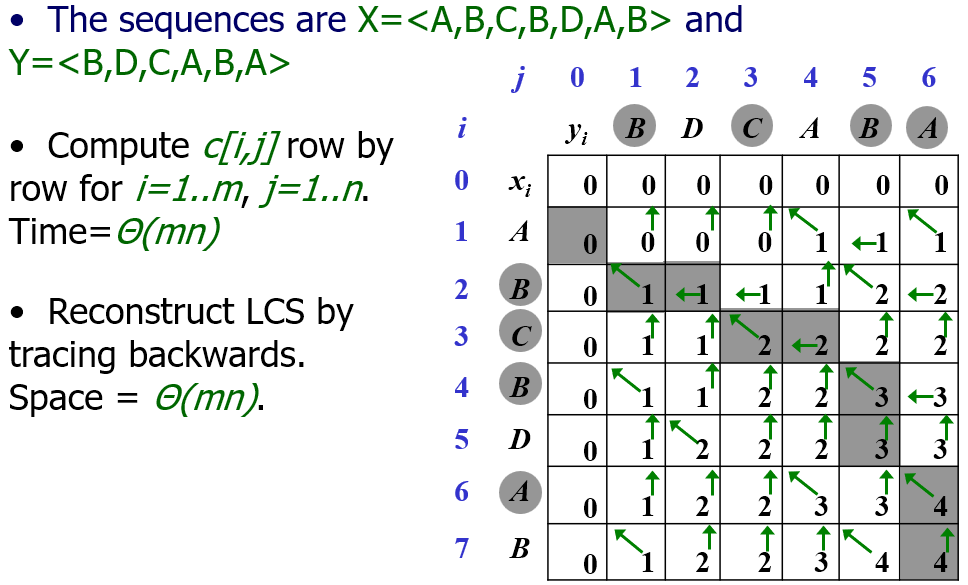 • The sequences are X=<A,B,C,B,D,A,B> and
Y=<B,D,C,A,B,A>
• Compute c[i,j] row by
row for i=1..m, j=1..n.
Time=Θ(mn)
• Reconstruct LCS by
tracing backwards.
Space = Θ(mn).
j 0 1 2 3 4 5 6
i yi B D C A B A
0 xi 0 0 0 0 0 0 0
1 A 0 0 0 0 1 1 1
2 B 0 1 1 1 1 2 2
3 C 0 1 1 2 2 2 2
4 B 0 1 1 2 2 3 3
5 D 0 1 2 2 2 3 3
6 A 0 1 2 2 3 3 4
7 B 0 1 2 2 3 4 4